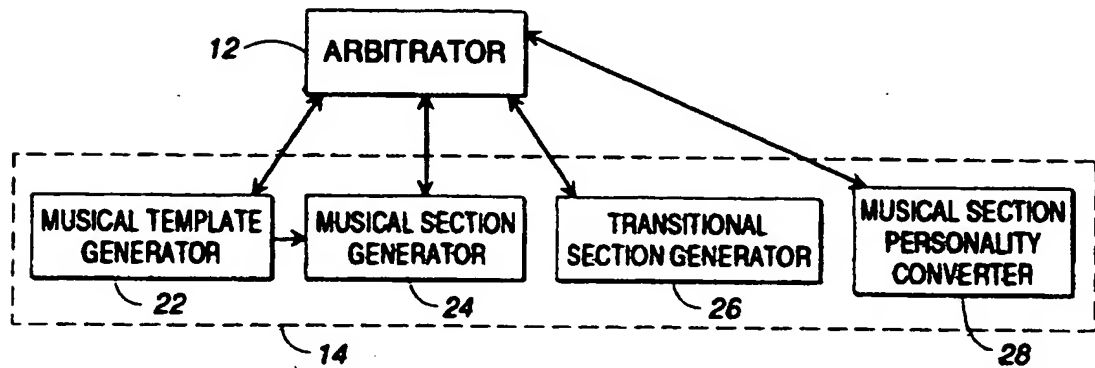 12
ARBITRATOR
MUSICAL TEMPLATE
GENERATOR
MUSICAL SECTION
GENERATOR
TRANSITIONAL
SECTION GENERATOR
MUSICAL SECTION
PERSONALITY
CONVERTER
22
24
26
28
14